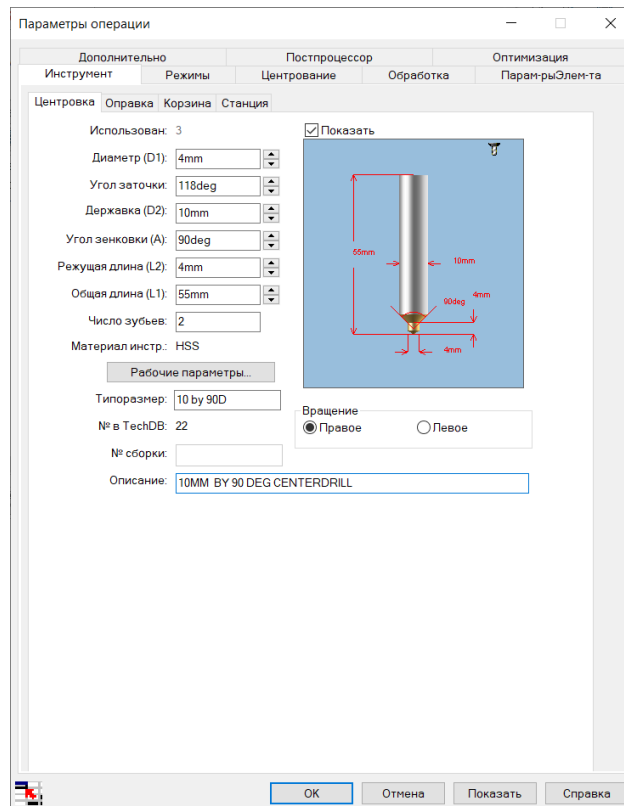 Параметры операции
Дополнительно Постпроцессор Оптимизация
Инструмент Режимы Центрование Обработка Парам-рыЭлем-та
Центровка Оправка Корзина Станция
Использован: 3
Показать
Диаметр (D1): 4mm
Угол заточки: 118deg
Державка (D2): 10mm
Угол зенковки (A): 90deg
Режущая длина (L2): 4mm
Общая длина (L1): 55mm
Число зубьев: 2
Материал инстр.: HSS
Рабочие параметры...
Типоразмер: 10 by 90D
№ в TechDB: 22
№ сборки:
Описание: 10MM BY 90 DEG CENTERDRILL
55mm
10mm
90deg
4mm
4mm
Вращение
Правое Левое
OK Отмена Показать Справка